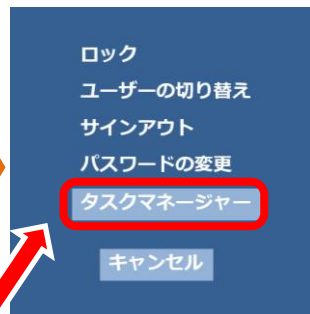 ロック
ユーザーの切り替え
サインアウト
パスワードの変更
タスクマネージャー
キャンセル